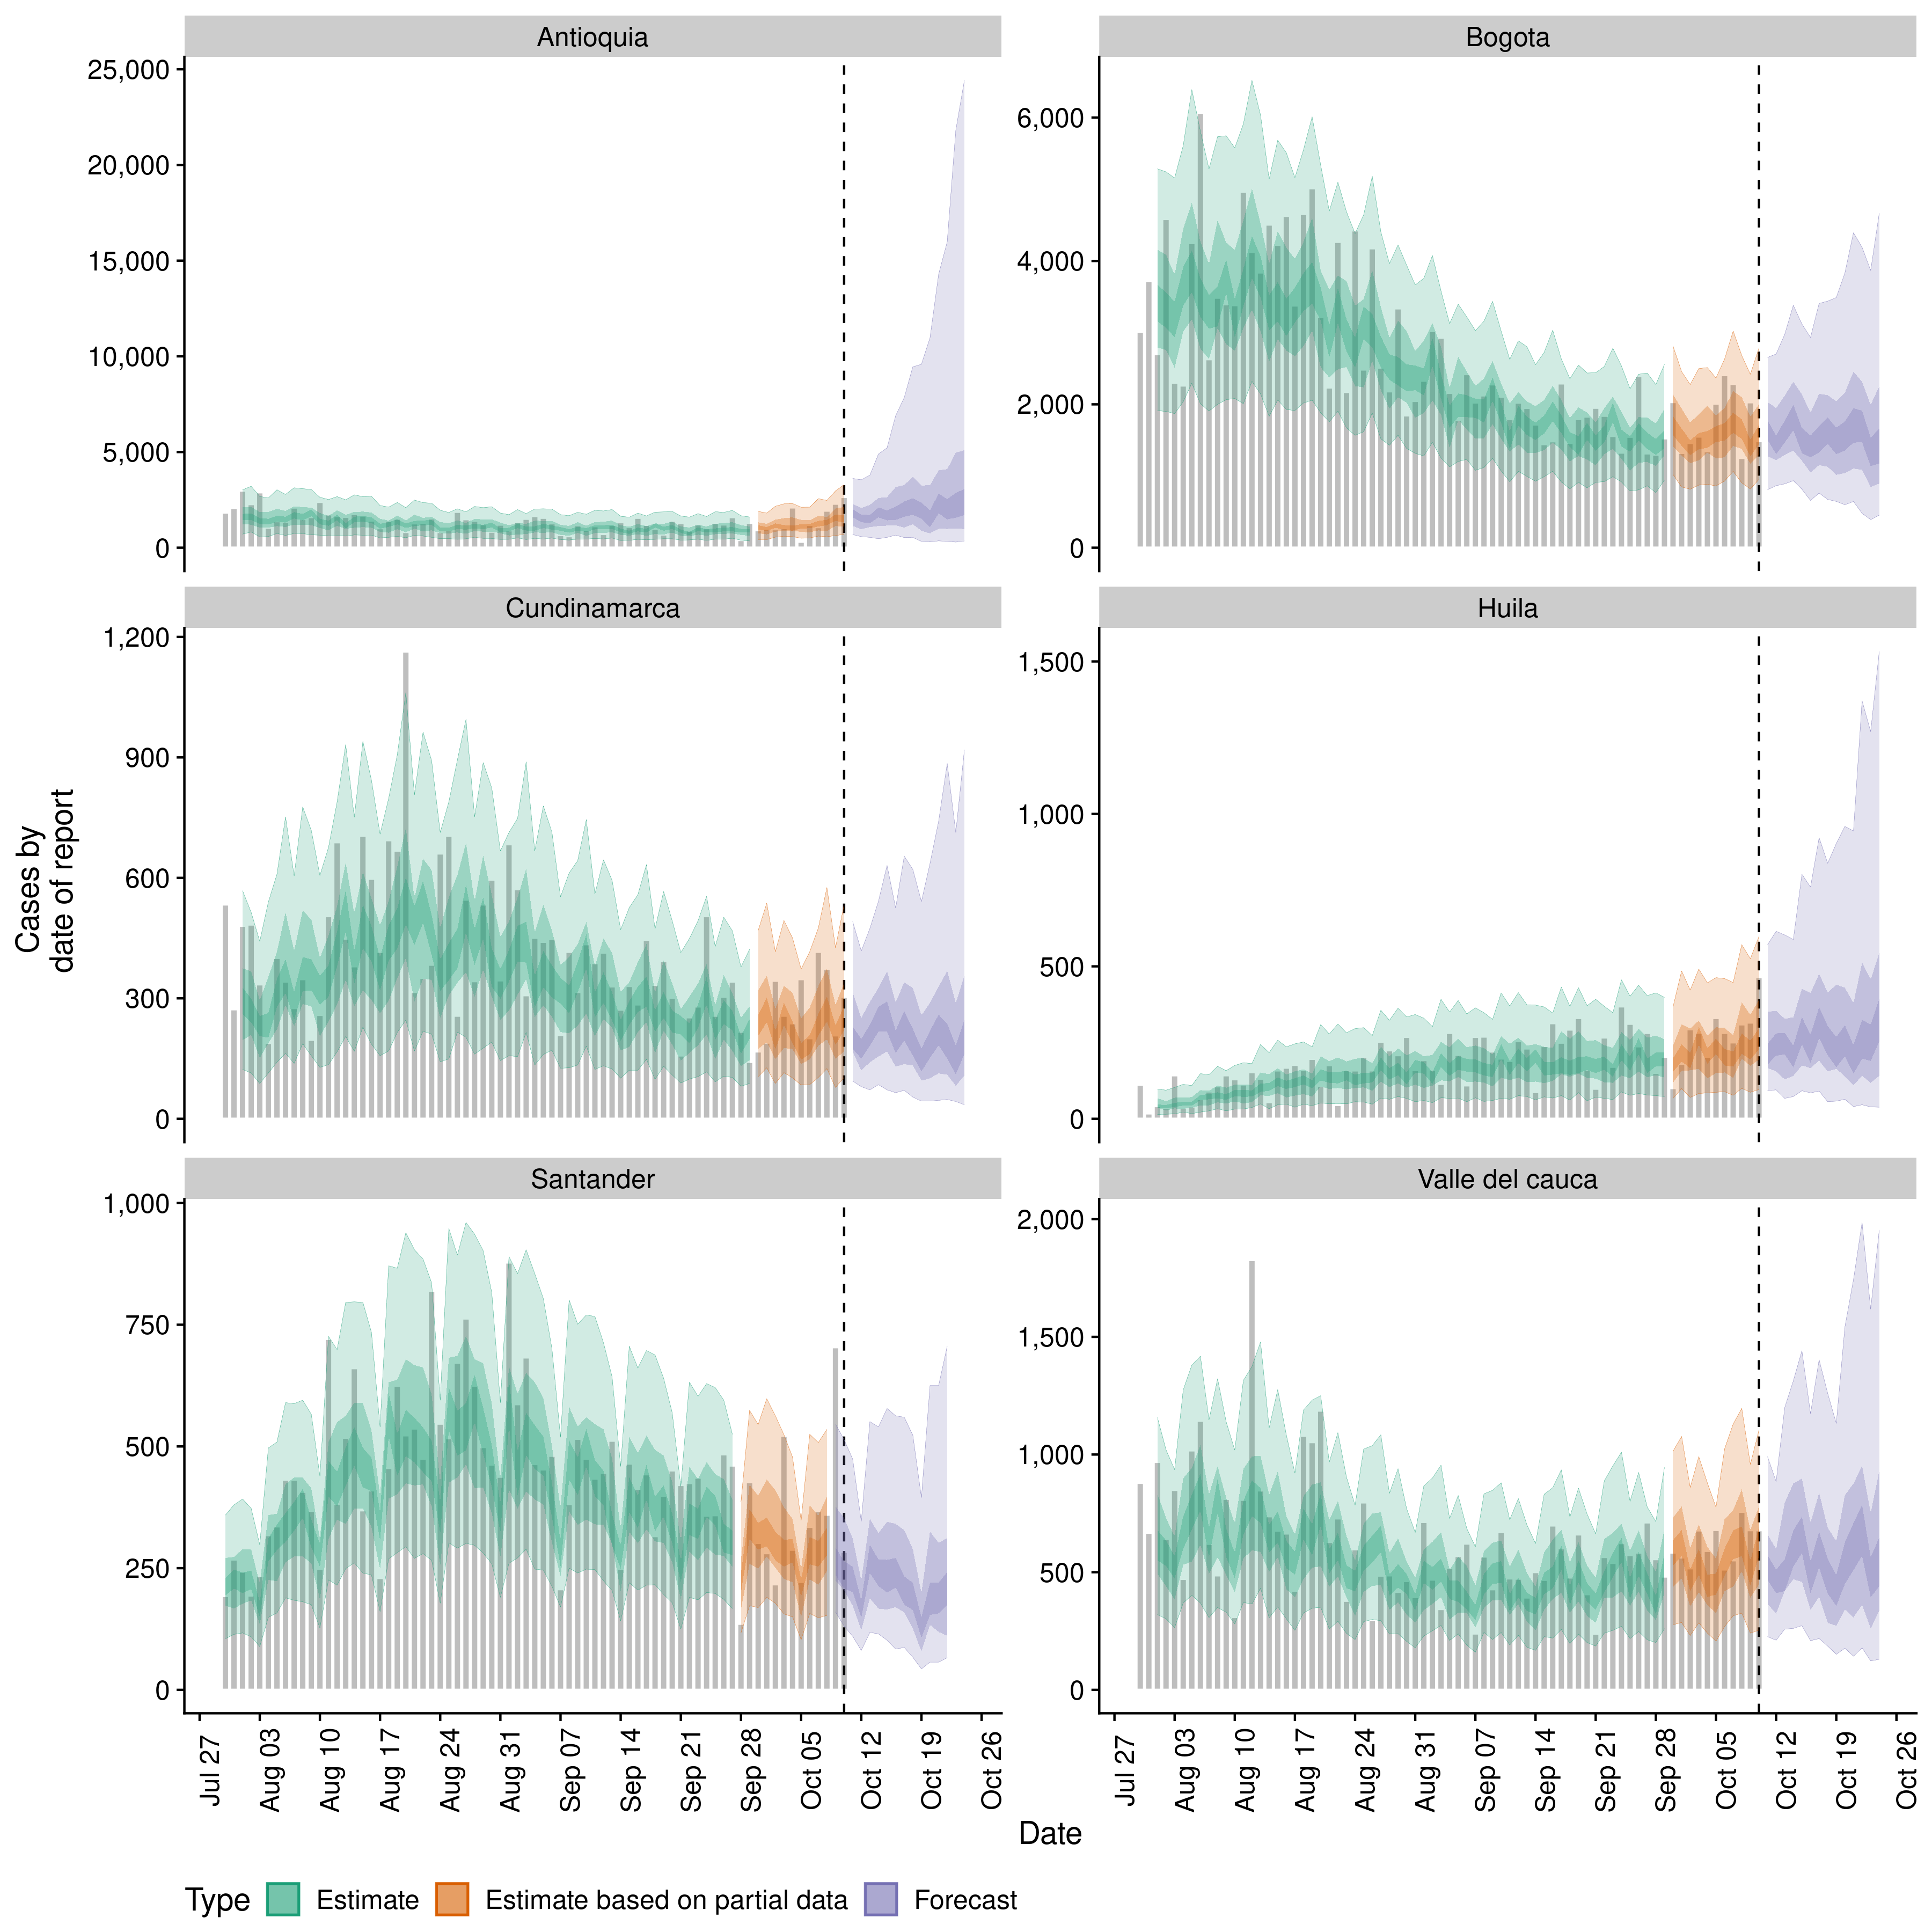 Antioquia
Bogota
25,000
20,000
15,000
10,000
5,000
0
6,000
4,000
2,000
0
Cundinamarca
Huila
1,200
900
600
300
0
1,500
1,000
500
0
Santander
Valle del cauca
1,000
750
500
250
0
2,000
1,500
1,000
500
0
Cases by
date of report
Jul 27
Aug 03
Aug 10
Aug 17
Aug 24
Aug 31
Sep 07
Sep 14
Sep 21
Sep 28
Oct 05
Oct 12
Oct 19
Oct 26
Jul 27
Aug 03
Aug 10
Aug 17
Aug 24
Aug 31
Sep 07
Sep 14
Sep 21
Sep 28
Oct 05
Oct 12
Oct 19
Oct 26
Date
Type Estimate Estimate based on partial data Forecast